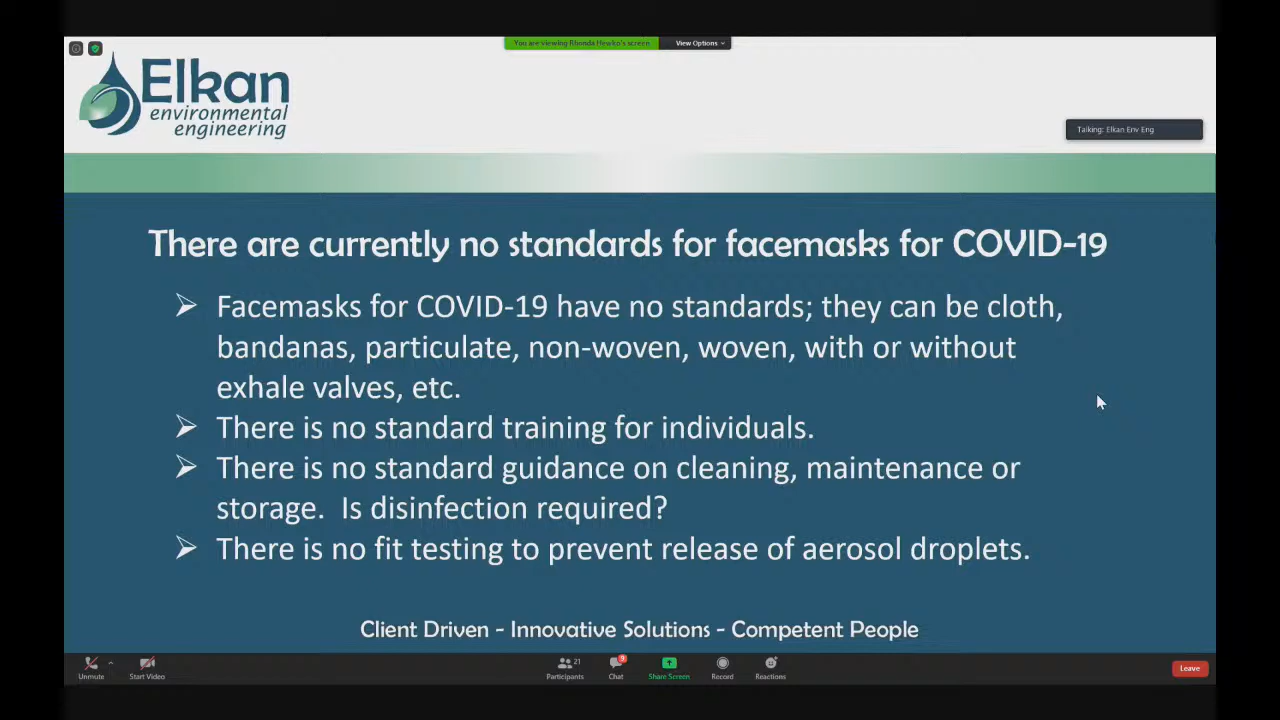 You are viewing Rhonda Hewko's screen
View Options
Elkan
environmental
engineering
Talking: Elkan Env Eng
There are currently no standards for facemasks for COVID-19
Facemasks for COVID-19 have no standards; they can be cloth,
bandanas, particulate, non-woven, woven, with or without
exhale valves, etc.
There is no standard training for individuals.
There is no standard guidance on cleaning, maintenance or
storage.  Is disinfection required?
There is no fit testing to prevent release of aerosol droplets.
Client Driven - Innovative Solutions - Competent People
21
9
Unmute
Start Video
Participants
Chat
Share Screen
Record
Reactions
Leave